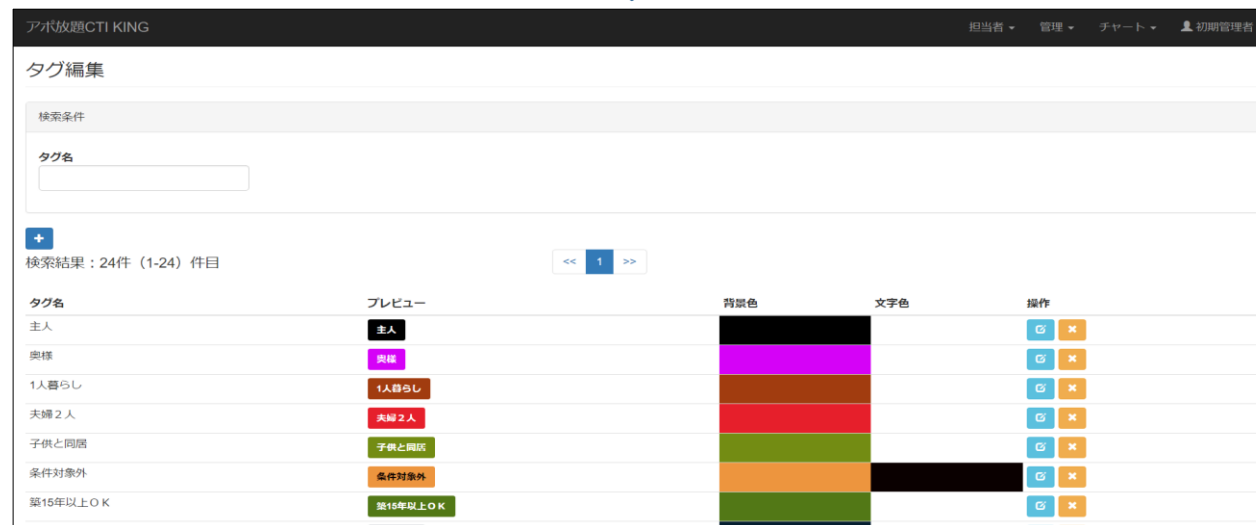 アポ放題CTI KING 担当者 管理 チャート 初期管理者
タグ編集
検索条件
タグ名
+
検索結果：24件（1-24）件目 << 1 >>
タグ名 プレビュー 背景色 文字色 操作
主人 主人
奥様 奥様
1人暮らし 1人暮らし
夫婦２人 夫婦２人
子供と同居 子供と同居
条件対象外 条件対象外
築15年以上ＯＫ 築15年以上ＯＫ